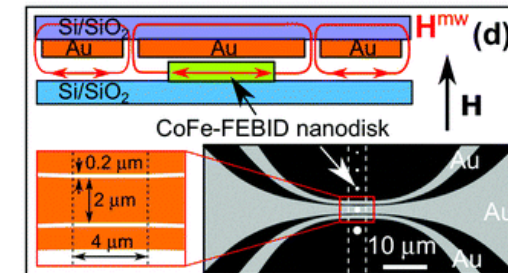 Si/SiO2
H^mw (d)
Au Au Au
Si/SiO2
H
CoFe-FEBID nanodisk
0.2 μm
2 μm
4 μm
Au
Au
10 μm
Au